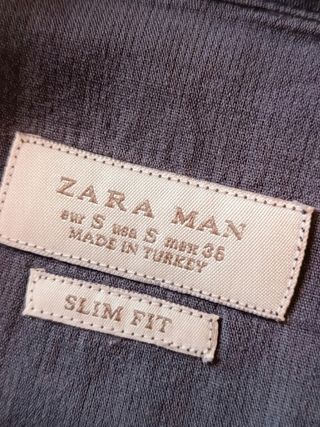 ZARA MAN
eur S usa S mex 36
MADE IN TURKEY
SLIM FIT